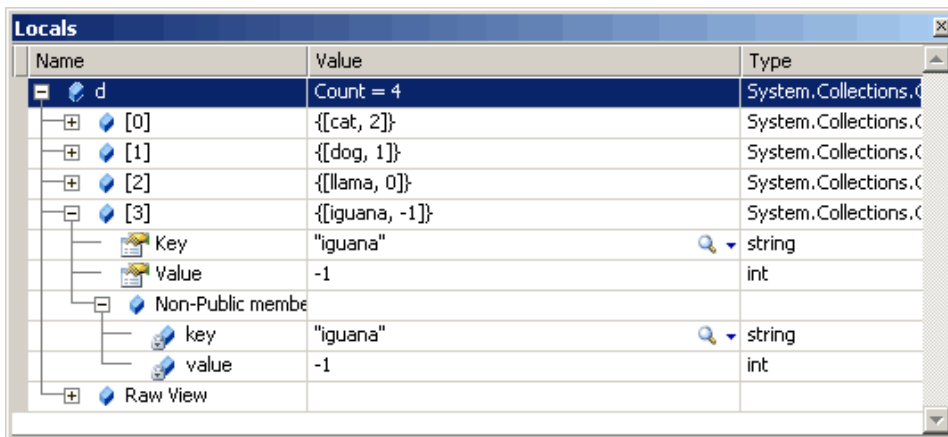 Locals
Name Value Type
d Count = 4 System.Collections.
[0] {[cat, 2]} System.Collections.
[1] {[dog, 1]} System.Collections.
[2] {[llama, 0]} System.Collections.
[3] {[iguana, -1]} System.Collections.
Key "iguana" string
Value -1 int
Non-Public membe
key "iguana" string
value -1 int
Raw View